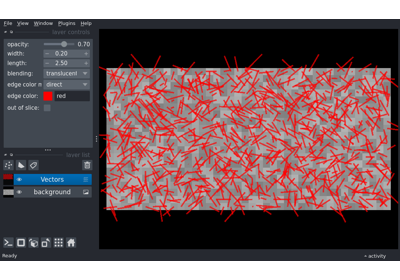 File View Window Plugins Help
layer controls
opacity: 0.70
width: 0.20
length: 2.50
blending: translucent
edge color m direct
edge color: red
out of slice:
layer list
Vectors
background
Ready
activity